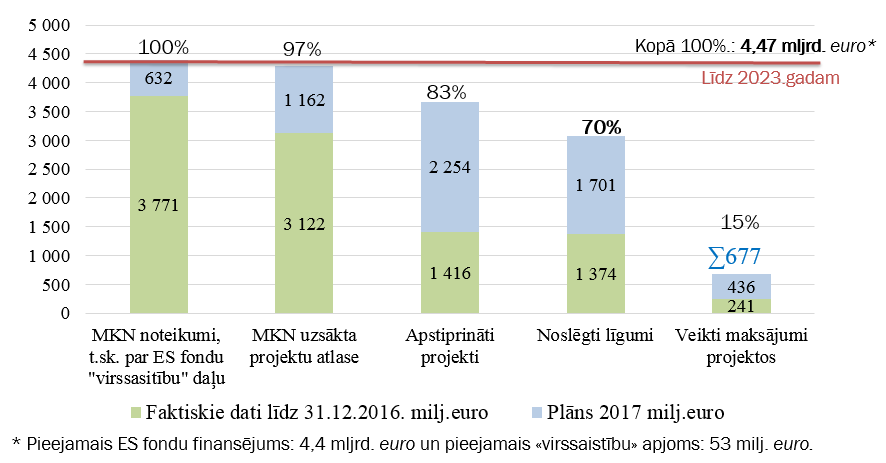 5 000
4 500
4 000
3 500
3 000
2 500
2 000
1 500
1 000
500
0
100%
97%
83%
70%
15%
Kopā 100%.: 4,47 mljrd. euro*
Līdz 2023.gadam
632
3 771
1 162
3 122
2 254
1 416
1 701
1 374
∑677
436
241
MKN noteikumi,
t.sk. par ES fondu
"virssasitību" daļu
MKN uzsākta
projektu atlase
Apstiprināti
projekti
Noslēgti līgumi
Veikti maksājumi
projektos
Faktiskie dati līdz 31.12.2016. milj.euro
Plāns 2017 milj.euro
* Pieejamais ES fondu finansējums: 4,4 mljrd. euro un pieejamais «virssaistību» apjoms: 53 milj. euro.